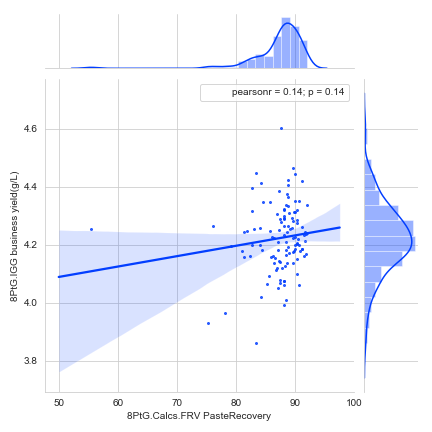 pearsonr = 0.14; p = 0.14
8PtG.IGG business yield(g/L)
4.6
4.4
4.2
4.0
3.8
50 60 70 80 90 100
8PtG.Calcs.FRV PasteRecovery